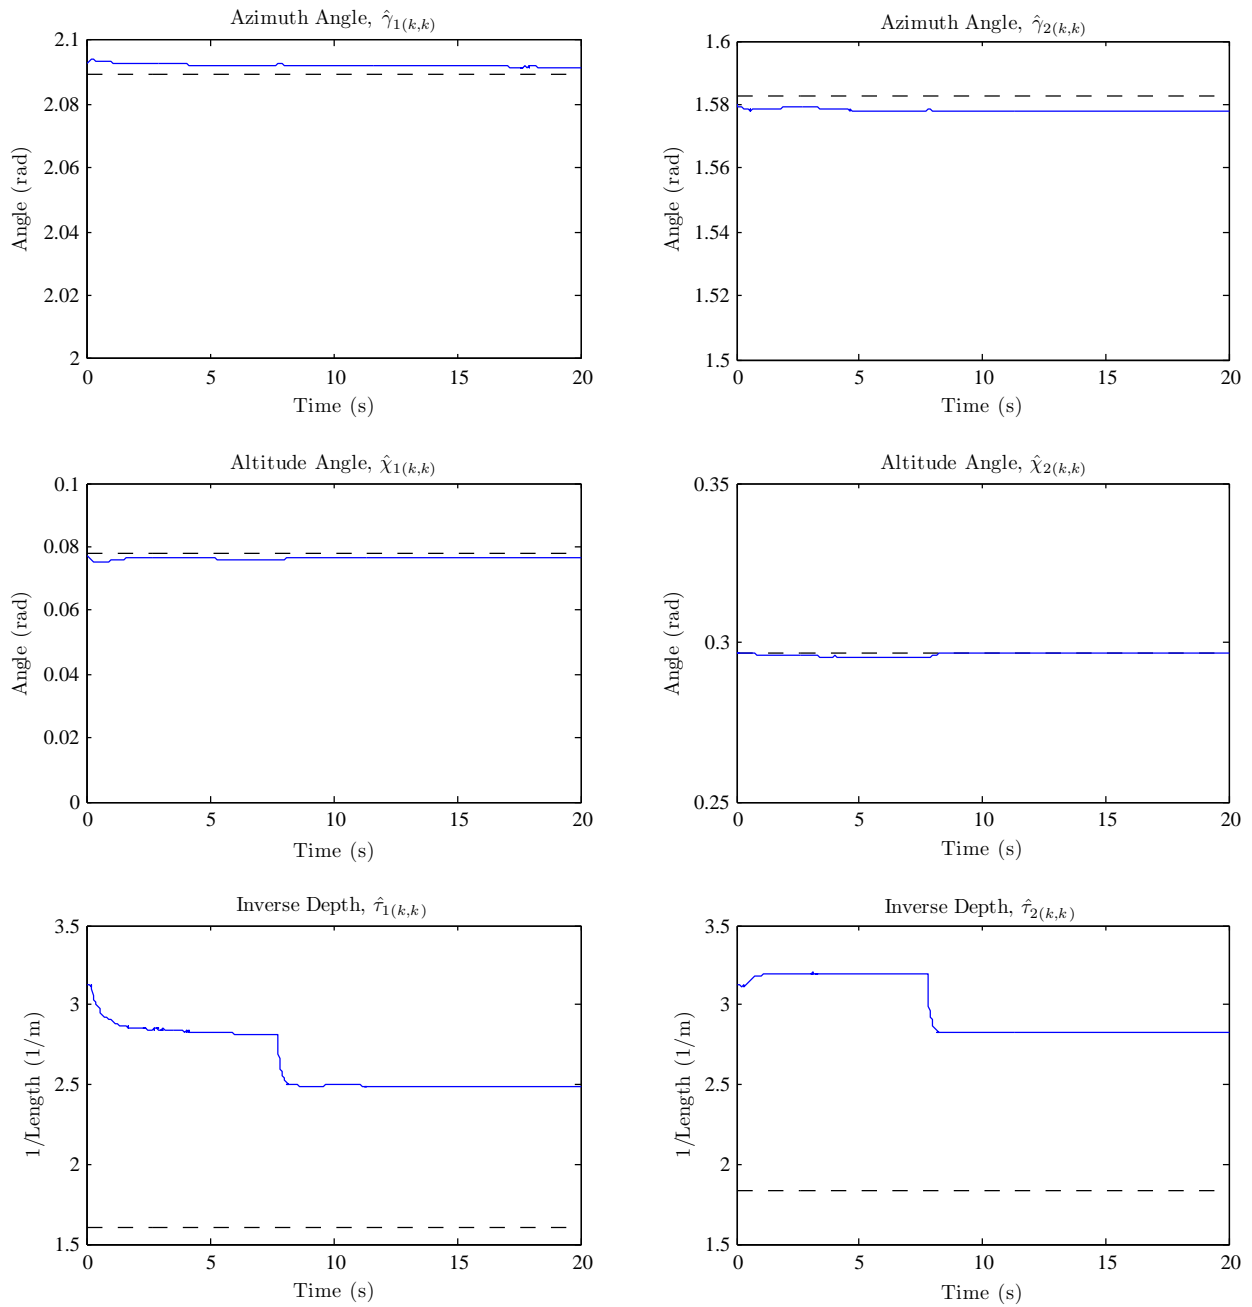 Azimuth Angle, γ̂1(k,k)
2.1
2.08
2.06
2.04
2.02
2
Angle (rad)
0 5 10 15 20
Time (s)
Azimuth Angle, γ̂2(k,k)
1.6
1.58
1.56
1.54
1.52
1.5
Angle (rad)
0 5 10 15 20
Time (s)
Altitude Angle, χ̂1(k,k)
0.1
0.08
0.06
0.04
0.02
0
Angle (rad)
0 5 10 15 20
Time (s)
Altitude Angle, χ̂2(k,k)
0.35
0.3
0.25
Angle (rad)
0 5 10 15 20
Time (s)
Inverse Depth, τ̂1(k,k)
3.5
3
2.5
2
1.5
1/Length (1/m)
0 5 10 15 20
Time (s)
Inverse Depth, τ̂2(k,k)
3.5
3
2.5
2
1.5
1/Length (1/m)
0 5 10 15 20
Time (s)